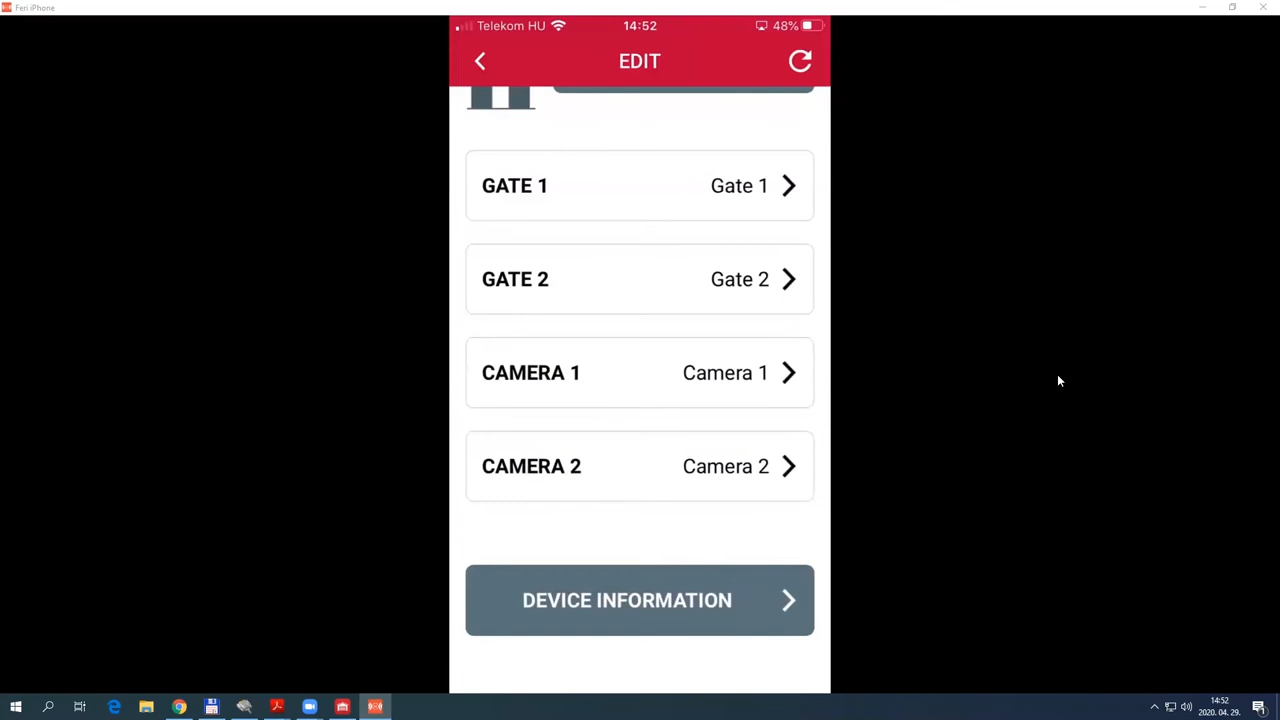 Feri iPhone
Telekom HU 14:52 48%
EDIT
GATE 1 Gate 1
GATE 2 Gate 2
CAMERA 1 Camera 1
CAMERA 2 Camera 2
DEVICE INFORMATION
14:52
2020. 04. 29.
1